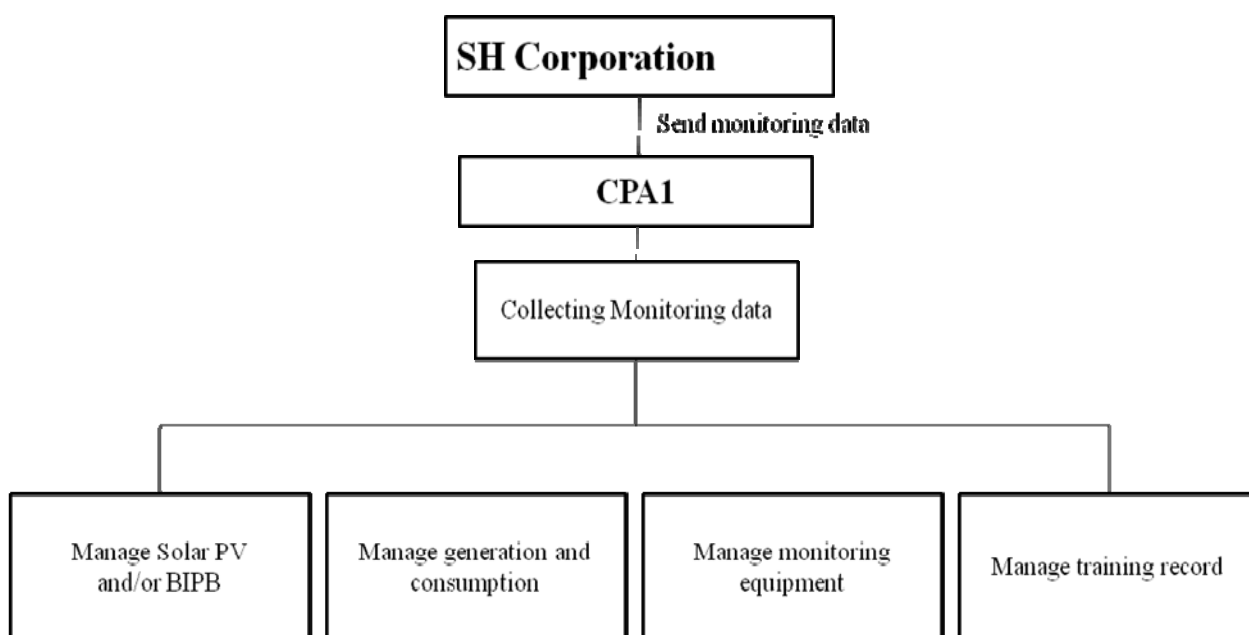 SH Corporation
Send monitoring data
CPA1
Collecting Monitoring data
Manage Solar PV
and/or BIPB
Manage generation and
consumption
Manage monitoring
equipment
Manage training record